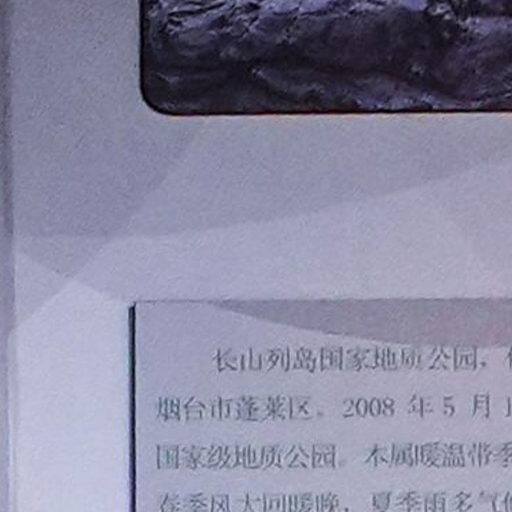 长山列岛国家地质公园，
烟台市蓬莱区。2008 年 5 月
国家级地质公园。本属暖温带季
春季风大回暖晚，夏季雨多气